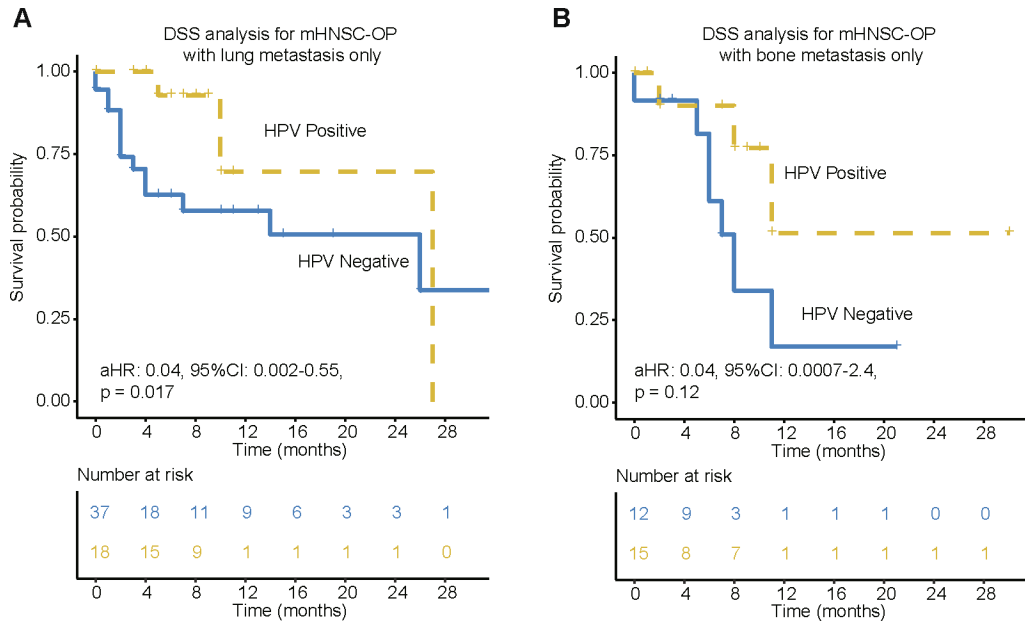 A
DSS analysis for mHNSC-OP
with lung metastasis only
Survival probability
1.00
0.75
0.50
0.25
0.00
HPV Positive
HPV Negative
aHR: 0.04, 95%CI: 0.002-0.55,
p = 0.017
0 4 8 12 16 20 24 28
Time (months)
Number at risk
37 18 11 9 6 3 3 1
18 15 9 1 1 1 1 0
0 4 8 12 16 20 24 28
Time (months)
B
DSS analysis for mHNSC-OP
with bone metastasis only
Survival probability
1.00
0.75
0.50
0.25
0.00
HPV Positive
HPV Negative
aHR: 0.04, 95%CI: 0.0007-2.4,
p = 0.12
0 4 8 12 16 20 24 28
Time (months)
Number at risk
12 9 3 1 1 1 0 0
15 8 7 1 1 1 1 1
0 4 8 12 16 20 24 28
Time (months)